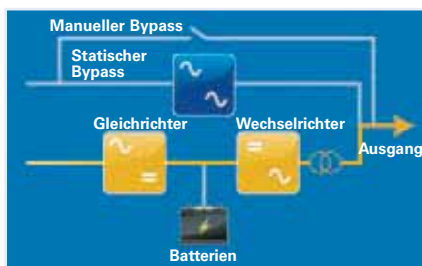 Manueller Bypass
Statischer
Bypass
Gleichrichter
Wechselrichter
Ausgang
Batterien